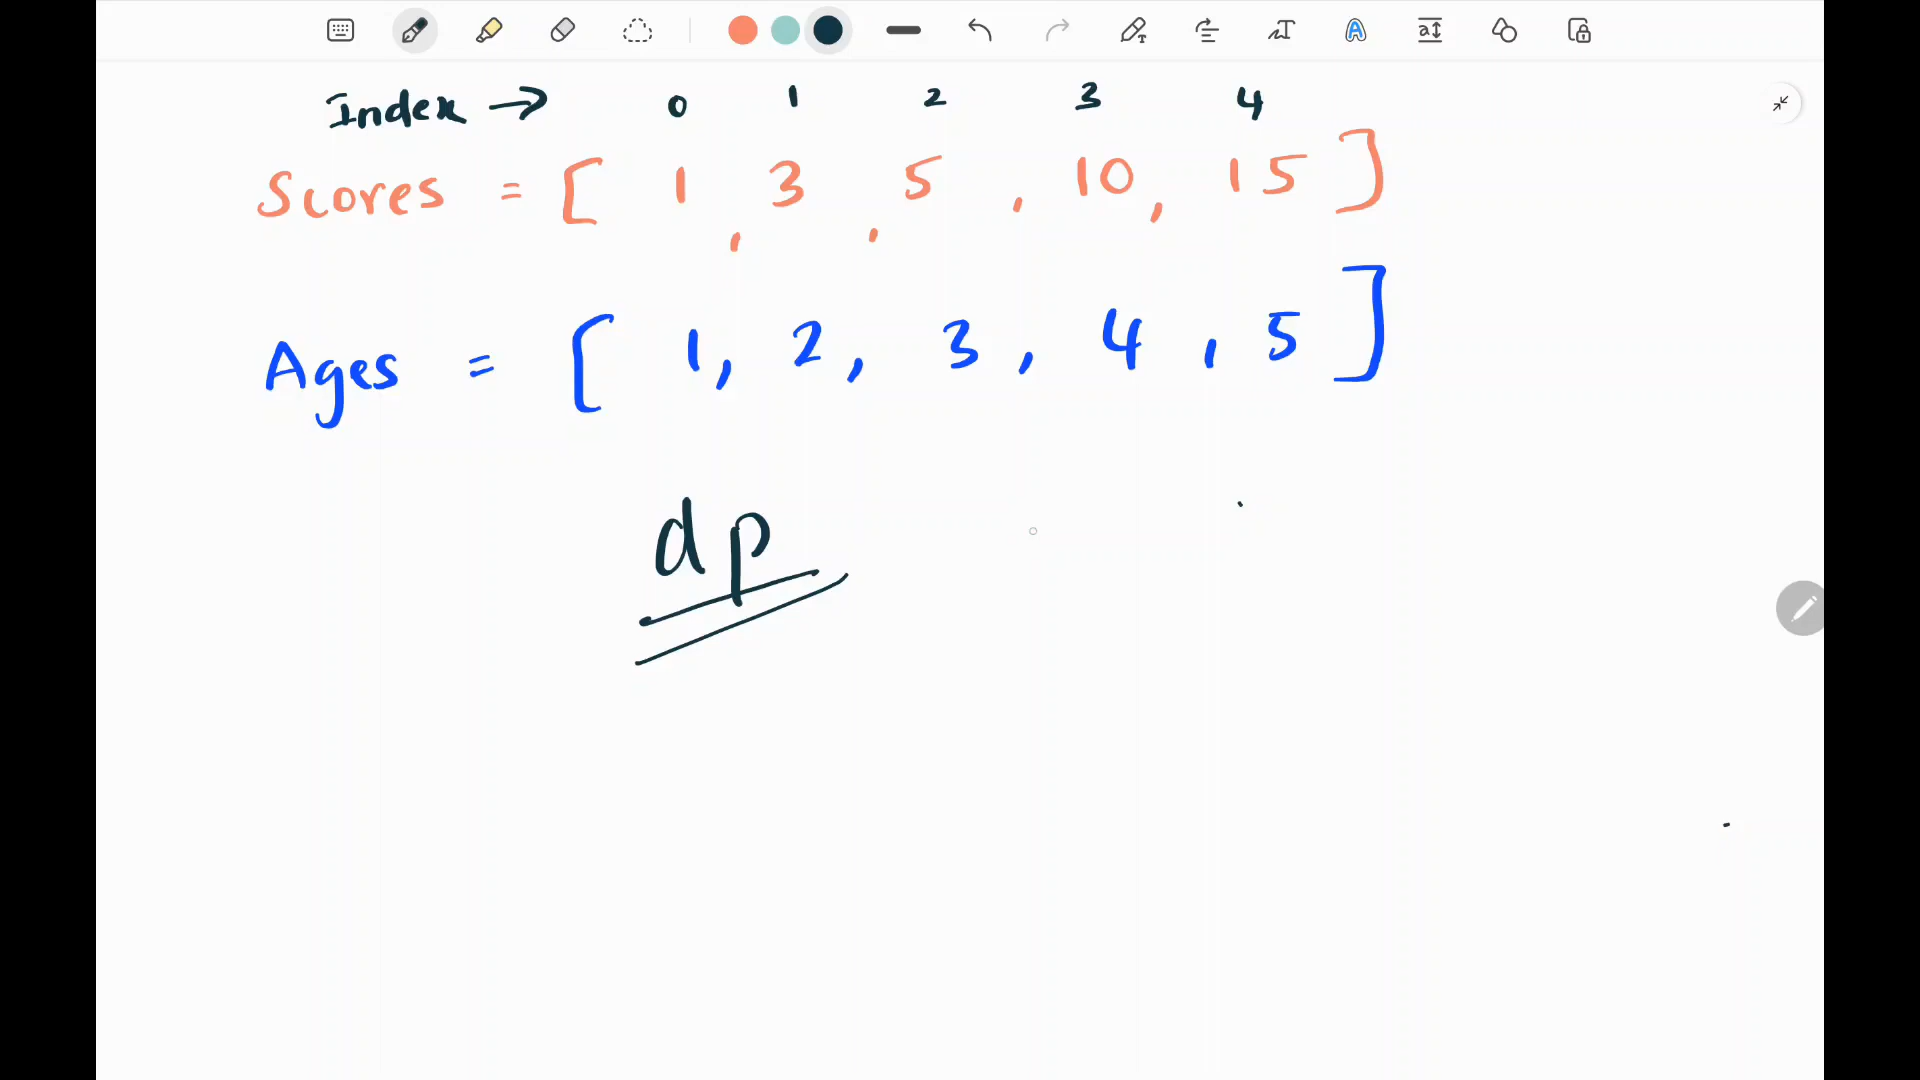 Index → 0 1 2 3 4
Scores = [ 1 , 3 , 5 , 10 , 15 ]
Ages = [ 1 , 2 , 3 , 4 , 5 ]
dp